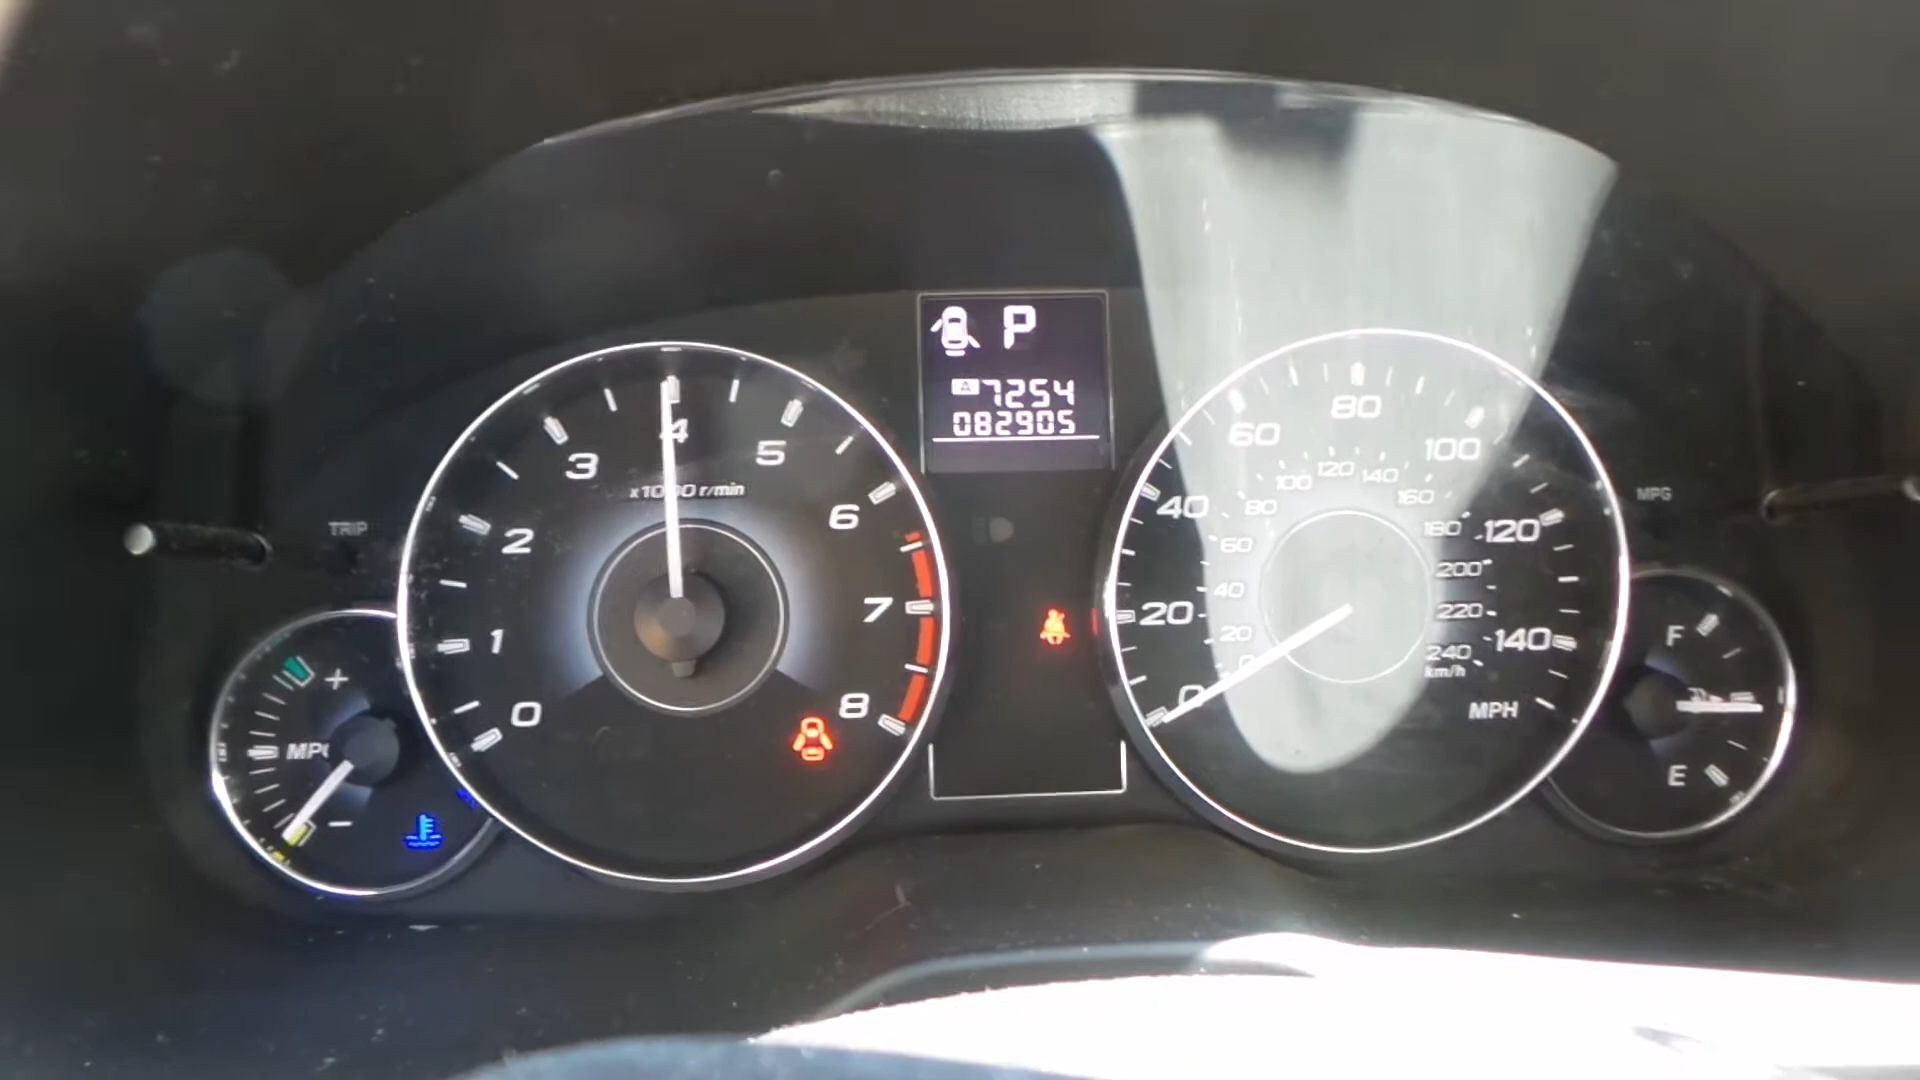 P
A 7254
082905
TRIP
MPG
0 1 2 3 4 5 6 7 8
x1000 r/min
+
−
0 20 40 60 80 100 120 140
MPH
0 20 40 60 80 100 120 140 160 180 200 220 240
km/h
F
E